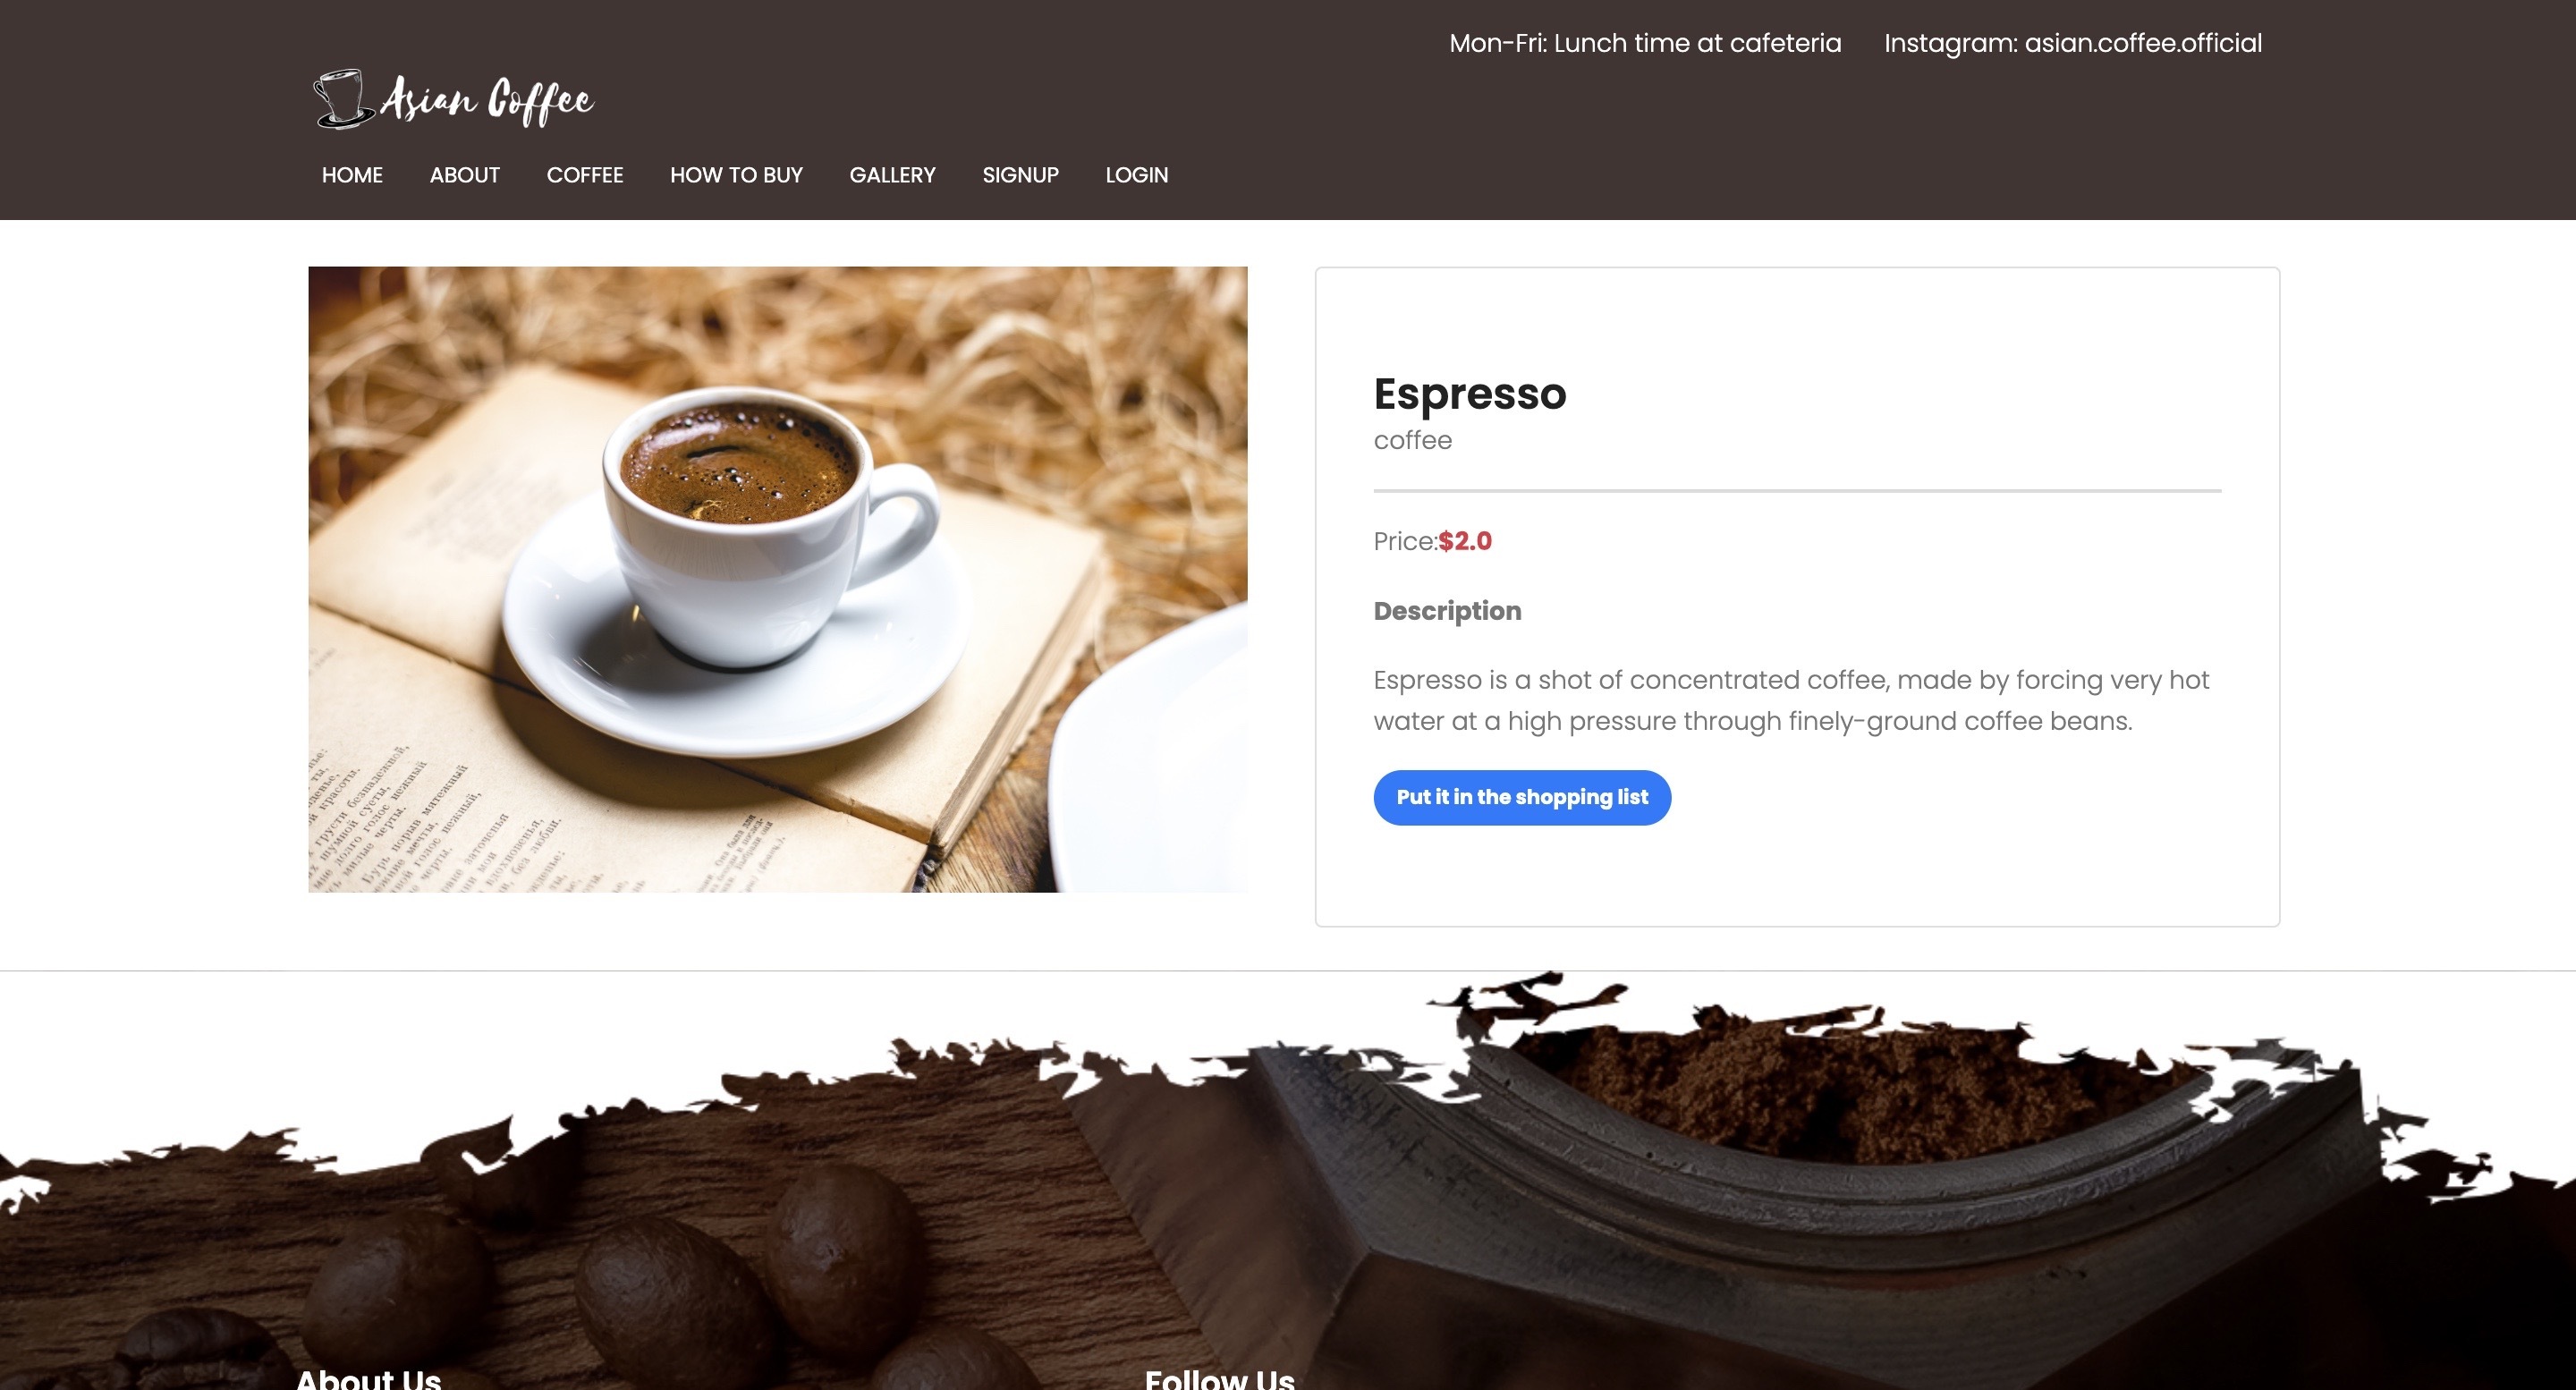 Mon-Fri: Lunch time at cafeteria Instagram: asian.coffee.official
Asian Coffee
HOME ABOUT COFFEE HOW TO BUY GALLERY SIGNUP LOGIN
Espresso
coffee
Price:$2.0
Description
Espresso is a shot of concentrated coffee, made by forcing very hot
water at a high pressure through finely-ground coffee beans.
Put it in the shopping list
About Us
Follow Us